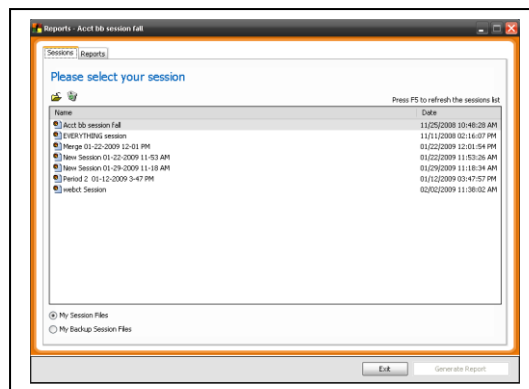 Reports - Acct bb session fall
Sessions Reports
Please select your session
Press F5 to refresh the sessions list
Name Date
Acct bb session fall 11/25/2008 10:48:28 AM
EVERYTHING session 11/11/2008 02:16:07 PM
Merge 01-22-2009 12-01 PM 01/22/2009 12:01:54 PM
New Session 01-22-2009 11-53 AM 01/22/2009 11:53:26 AM
New Session 01-29-2009 11-18 AM 01/29/2009 11:18:34 AM
Period 2 01-12-2009 3-47 PM 01/12/2009 03:47:57 PM
webct Session 02/02/2009 11:38:02 AM
My Session Files
My Backup Session Files
Exit Generate Report